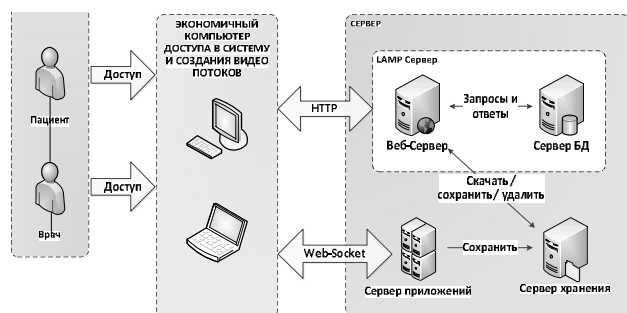 ЭКОНОМИЧНЫЙ
КОМПЬЮТЕР
ДОСТУПА В СИСТЕМУ
И СОЗДАНИЯ ВИДЕО
ПОТОКОВ
СЕРВЕР
LAMP Сервер
Пациент
Доступ
HTTP
Веб-Сервер
Запросы и
ответы
Сервер БД
Скачать/
сохранить/ удалить
Врач
Доступ
Web-Socket
Сервер приложений
Сохранить
Сервер хранения